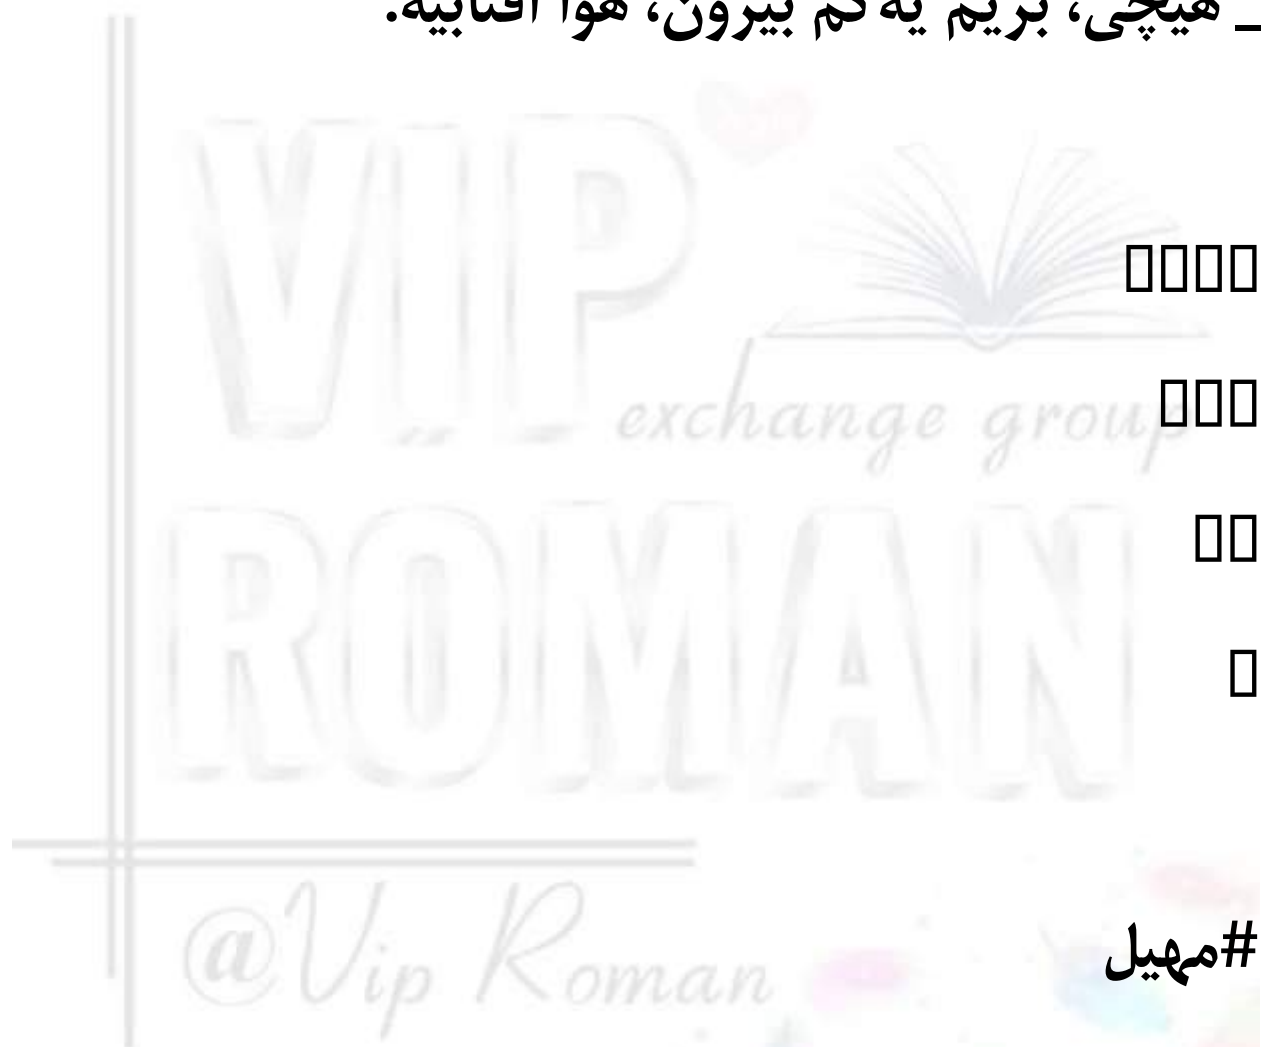 _ هیچی، بریم یه کم بیرون، هوا آفتابیه.
VIP
exchange group
ROMAN
@Vip Roman
#مهیل